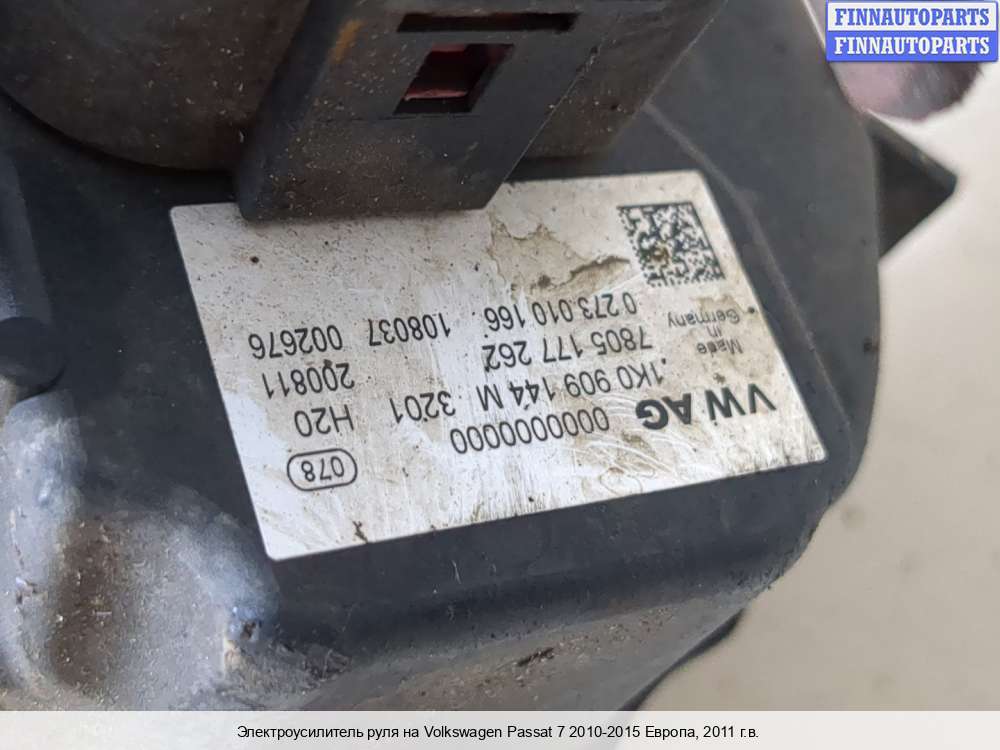 FINNAUTOPARTS
FINNAUTOPARTS
VW AG 0000000000 078
1K0 909 144 M 3201 H20
7805 177 262 200811
0 273.010 166 108037 002676
Made
in
Germany
Электроусилитель руля на Volkswagen Passat 7 2010-2015 Европа, 2011 г.в.